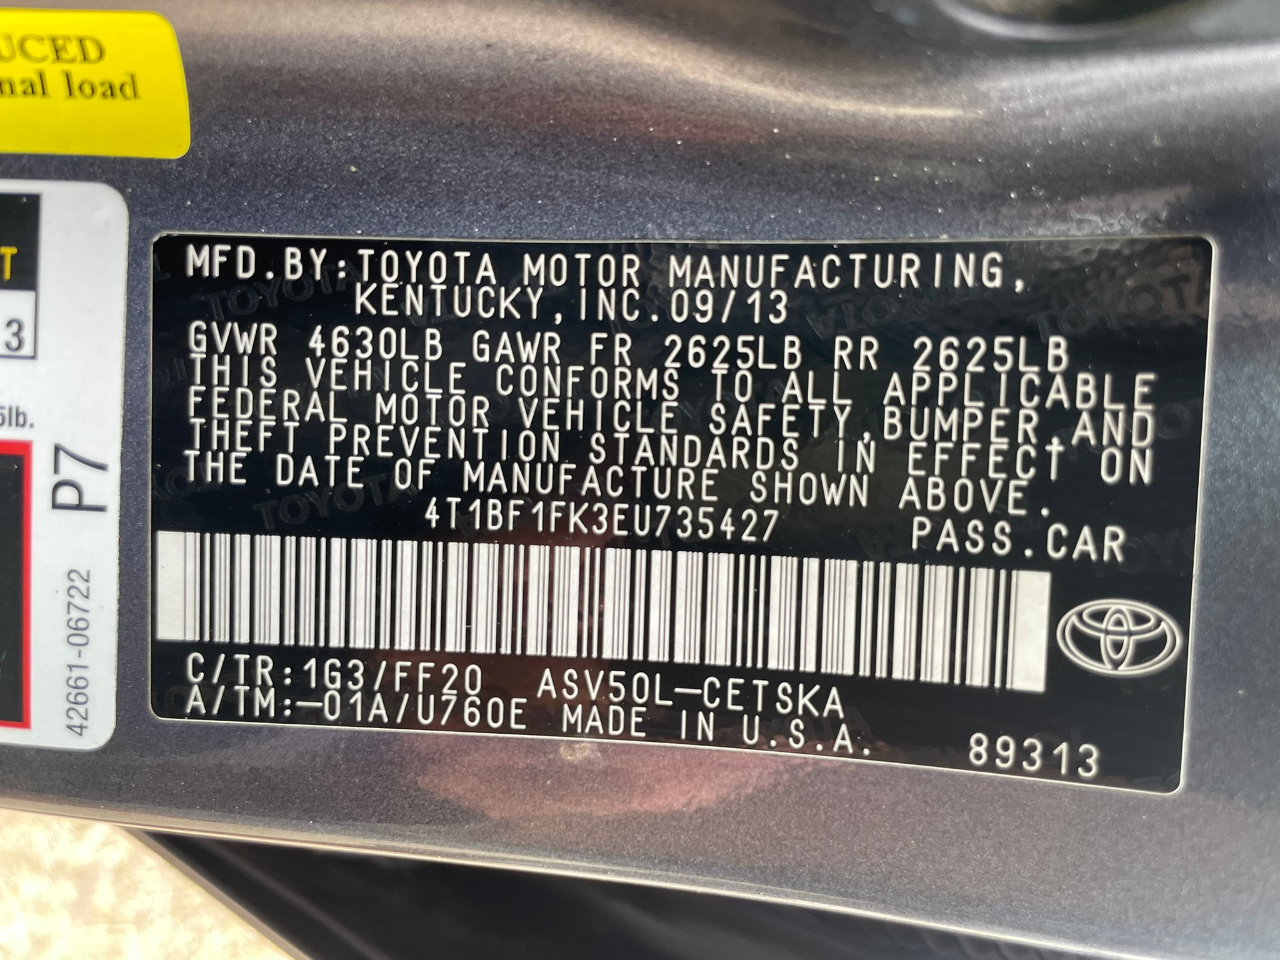 UCED
nal load
T
3
5lb.
P7
42661-06722
MFD.BY:TOYOTA MOTOR MANUFACTURING,
KENTUCKY,INC.09/13
GVWR 4630LB GAWR FR 2625LB RR 2625LB
THIS VEHICLE CONFORMS TO ALL APPLICABLE
FEDERAL MOTOR VEHICLE SAFETY,BUMPER,AND
THEFT PREVENTION STANDARDS IN EFFECT ON
THE DATE OF MANUFACTURE SHOWN ABOVE.
4T1BF1FK3EU735427 PASS.CAR
C/TR:1G3/FF20 ASV50L-CETSKA
A/TM:-01A/U760E MADE IN U.S.A.
89313